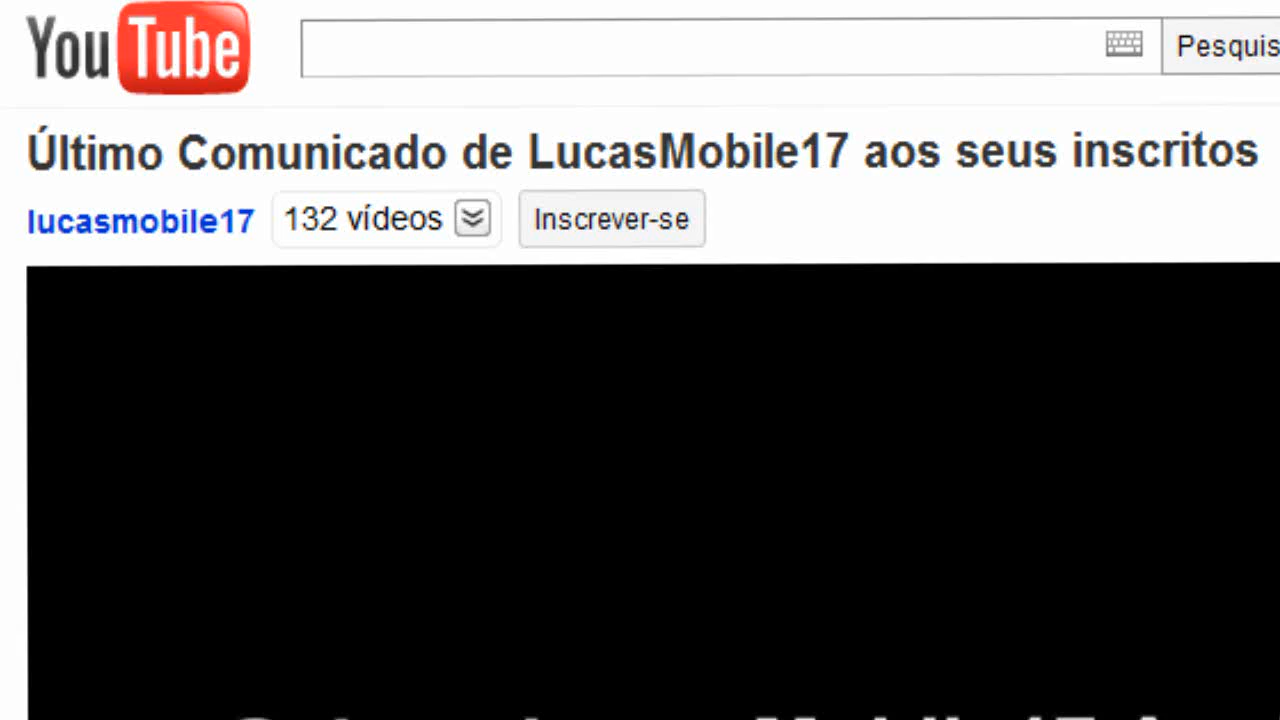 YouTube
Pesquis
Último Comunicado de LucasMobile17 aos seus inscritos
lucasmobile17 132 vídeos Inscrever-se